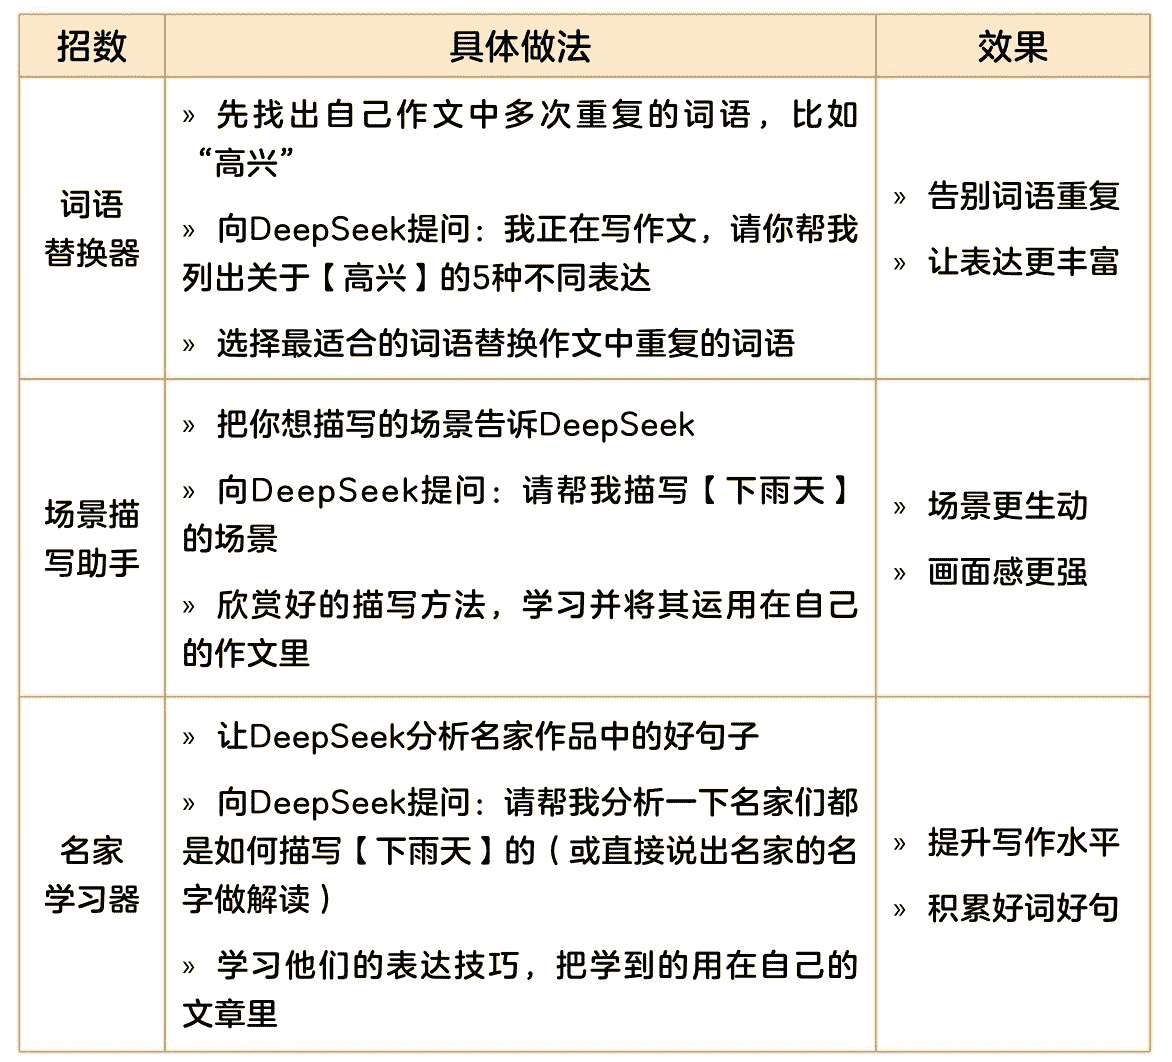 招数 具体做法 效果
词语
替换器
» 先找出自己作文中多次重复的词语，比如
“高兴”
» 向DeepSeek提问：我正在写作文，请你帮我
列出关于【高兴】的5种不同表达
» 选择最适合的词语替换作文中重复的词语
» 告别词语重复
» 让表达更丰富
场景描
写助手
» 把你想描写的场景告诉DeepSeek
» 向DeepSeek提问：请帮我描写【下雨天】
的场景
» 欣赏好的描写方法，学习并将其运用在自己
的作文里
» 场景更生动
» 画面感更强
名家
学习器
» 让DeepSeek分析名家作品中的好句子
» 向DeepSeek提问：请帮我分析一下名家们都
是如何描写【下雨天】的（或直接说出名家的名
字做解读）
» 学习他们的表达技巧，把学到的用在自己的
文章里
» 提升写作水平
» 积累好词好句